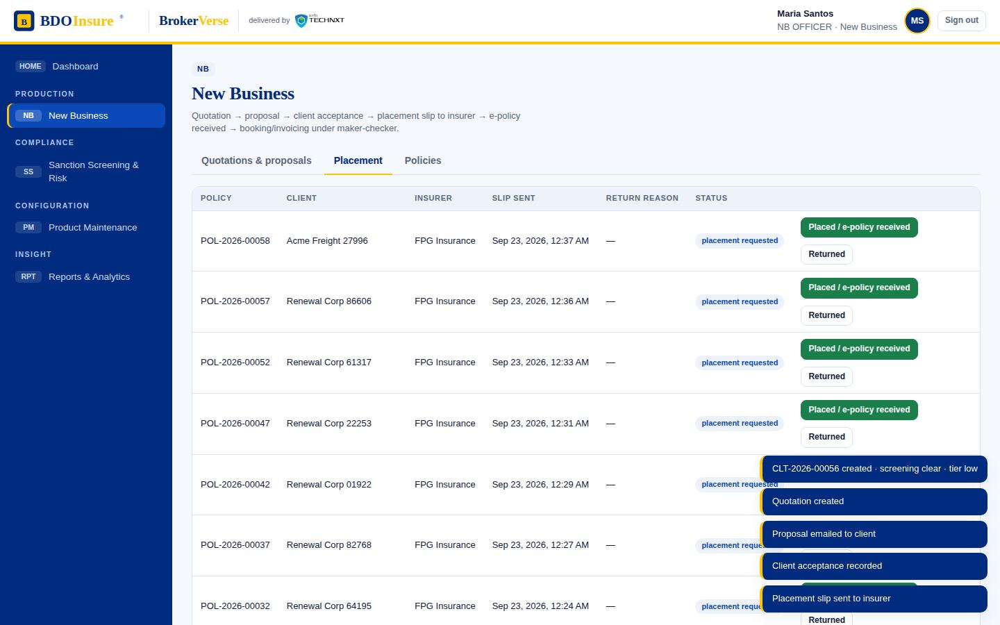 B BDOInsure ®
BrokerVerse
delivered by
TECHNXT
Maria Santos
NB OFFICER · New Business
MS
Sign out
HOME Dashboard
PRODUCTION
NB New Business
COMPLIANCE
SS Sanction Screening &
Risk
CONFIGURATION
PM Product Maintenance
INSIGHT
RPT Reports & Analytics
NB
New Business
Quotation → proposal → client acceptance → placement slip to insurer → e-policy
received → booking/invoicing under maker-checker.
Quotations & proposals Placement Policies
POLICY CLIENT INSURER SLIP SENT RETURN REASON STATUS
POL-2026-00058 Acme Freight 27996 FPG Insurance Sep 23, 2026, 12:37 AM — placement requested Placed / e-policy received
Returned
POL-2026-00057 Renewal Corp 86606 FPG Insurance Sep 23, 2026, 12:36 AM — placement requested Placed / e-policy received
Returned
POL-2026-00052 Renewal Corp 61317 FPG Insurance Sep 23, 2026, 12:33 AM — placement requested Placed / e-policy received
Returned
POL-2026-00047 Renewal Corp 22253 FPG Insurance Sep 23, 2026, 12:31 AM — placement requested Placed / e-policy received
Returned
POL-2026-00042 Renewal Corp 01922 FPG Insurance Sep 23, 2026, 12:29 AM — placement requested
POL-2026-00037 Renewal Corp 82768 FPG Insurance Sep 23, 2026, 12:27 AM — placement
POL-2026-00032 Renewal Corp 64195 FPG Insurance Sep 23, 2026, 12:24 AM — placement
Returned
CLT-2026-00056 created · screening clear · tier low
Quotation created
Proposal emailed to client
Client acceptance recorded
Placement slip sent to insurer